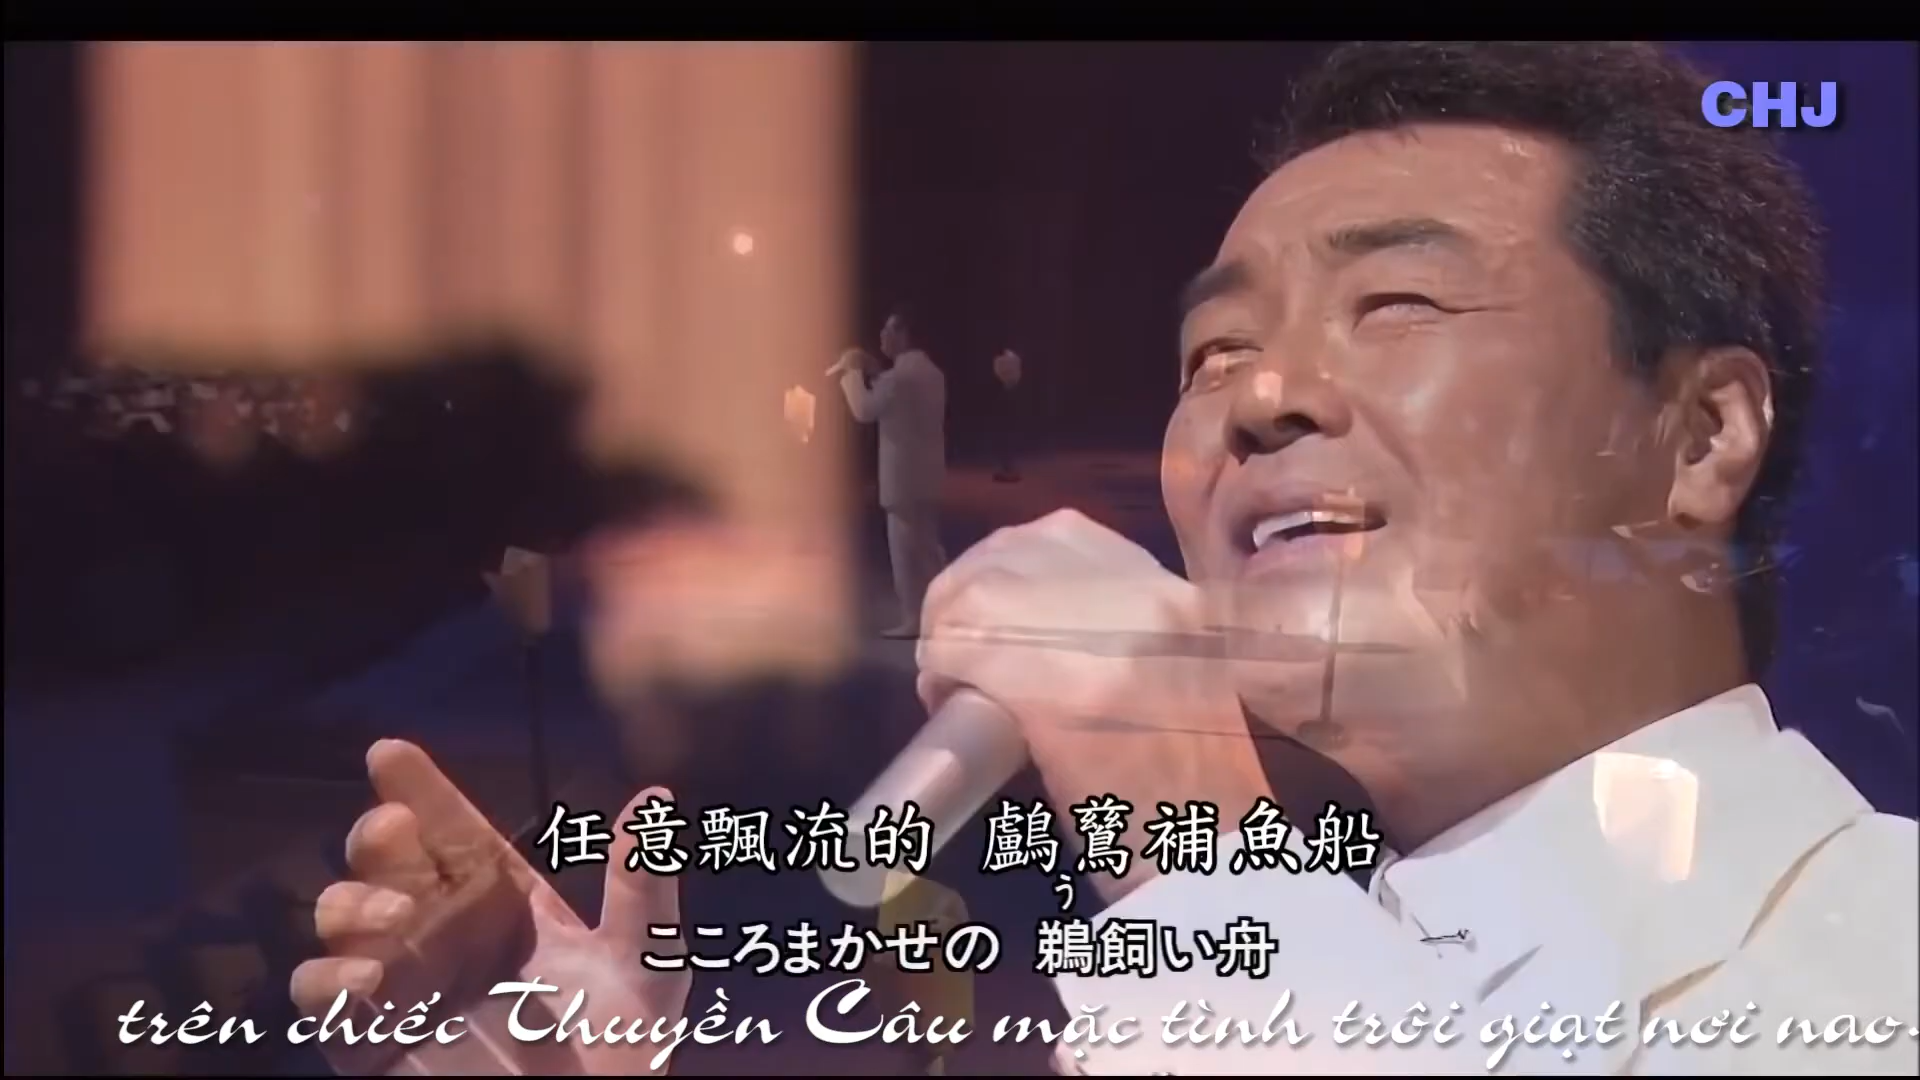 CHJ
任意飄流的 鸕鶿補魚船
う
こころまかせの 鵜飼い舟
trên chiếc Thuyền Câu mặc tình trôi giạt nơi nao.